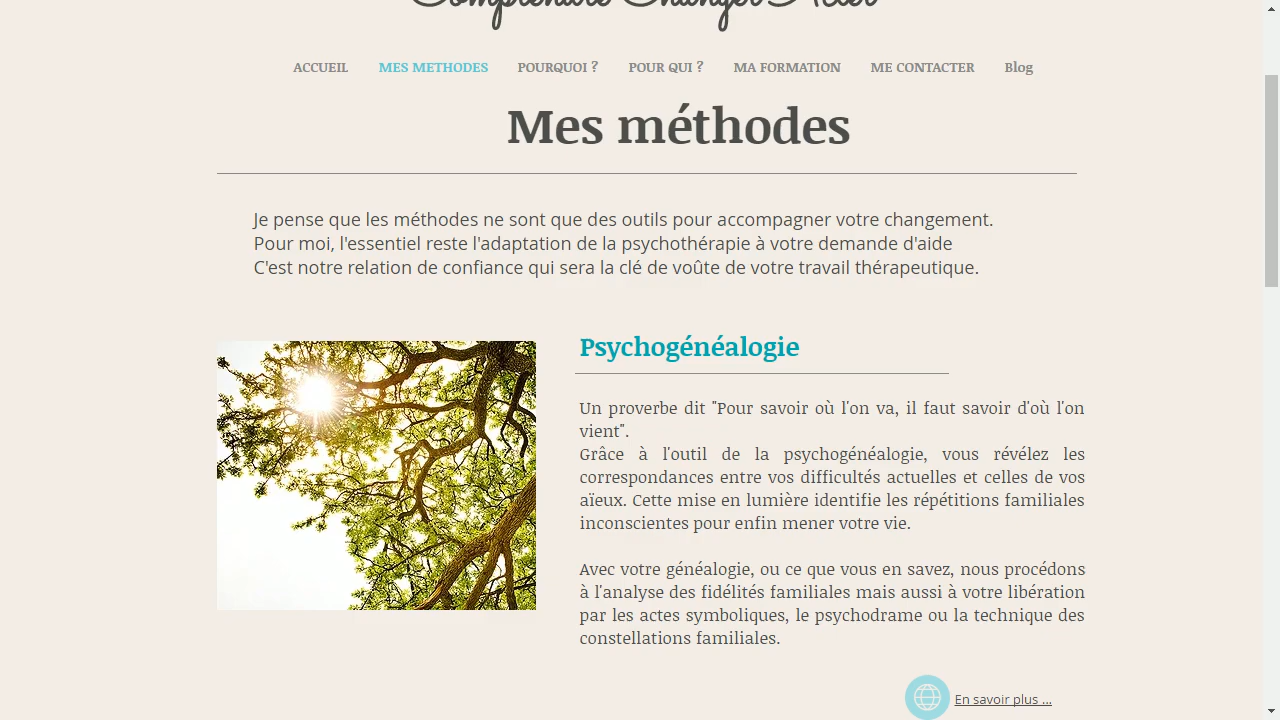 Comprendre Changer Acter
ACCUEIL MES METHODES POURQUOI ? POUR QUI ? MA FORMATION ME CONTACTER Blog
Mes méthodes
Je pense que les méthodes ne sont que des outils pour accompagner votre changement.
Pour moi, l'essentiel reste l'adaptation de la psychothérapie à votre demande d'aide
C'est notre relation de confiance qui sera la clé de voûte de votre travail thérapeutique.
Psychogénéalogie
Un proverbe dit "Pour savoir où l'on va, il faut savoir d'où l'on
vient".
Grâce à l'outil de la psychogénéalogie, vous révélez les
correspondances entre vos difficultés actuelles et celles de vos
aïeux. Cette mise en lumière identifie les répétitions familiales
inconscientes pour enfin mener votre vie.
Avec votre généalogie, ou ce que vous en savez, nous procédons
à l'analyse des fidélités familiales mais aussi à votre libération
par les actes symboliques, le psychodrame ou la technique des
constellations familiales.
En savoir plus ...